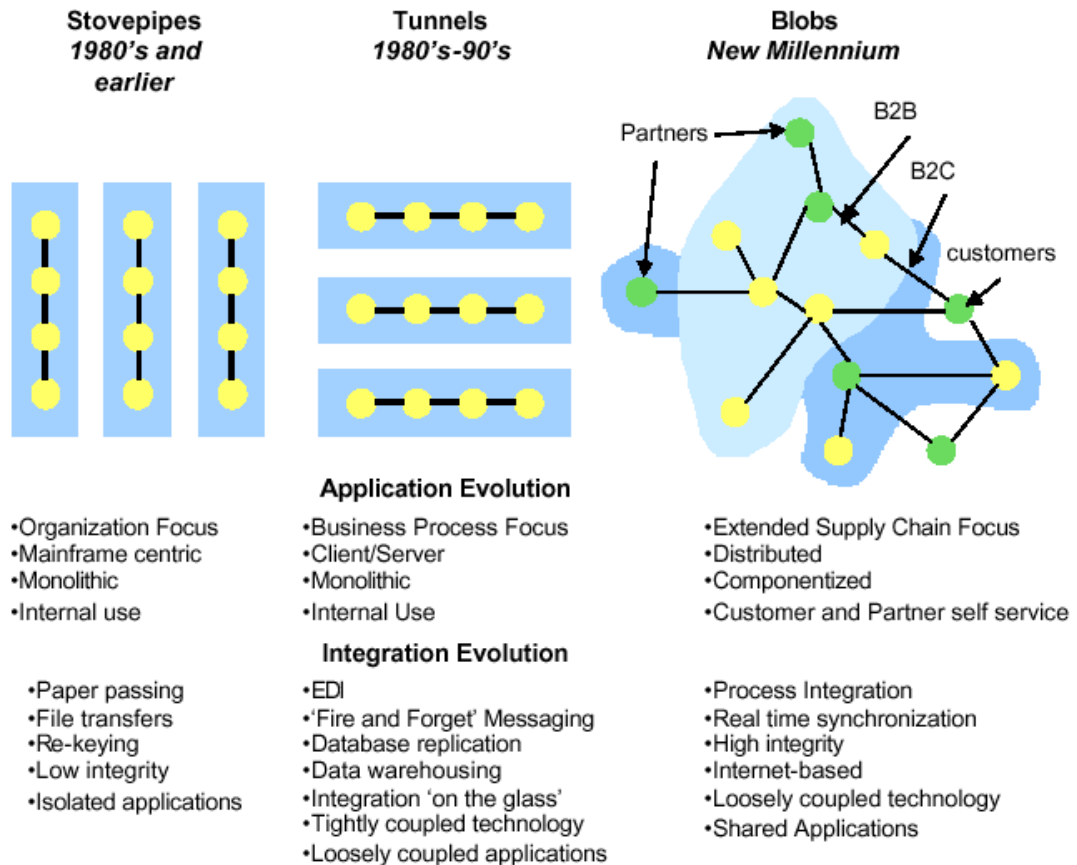 Stovepipes
1980's and
earlier
Tunnels
1980's-90's
Blobs
New Millennium
Partners
B2B
B2C
customers
Application Evolution
•Organization Focus
•Mainframe centric
•Monolithic
•Internal use
•Business Process Focus
•Client/Server
•Monolithic
•Internal Use
•Extended Supply Chain Focus
•Distributed
•Componentized
•Customer and Partner self service
Integration Evolution
•Paper passing
•File transfers
•Re-keying
•Low integrity
•Isolated applications
•EDI
•‘Fire and Forget’ Messaging
•Database replication
•Data warehousing
•Integration ‘on the glass’
•Tightly coupled technology
•Loosely coupled applications
•Process Integration
•Real time synchronization
•High integrity
•Internet-based
•Loosely coupled technology
•Shared Applications